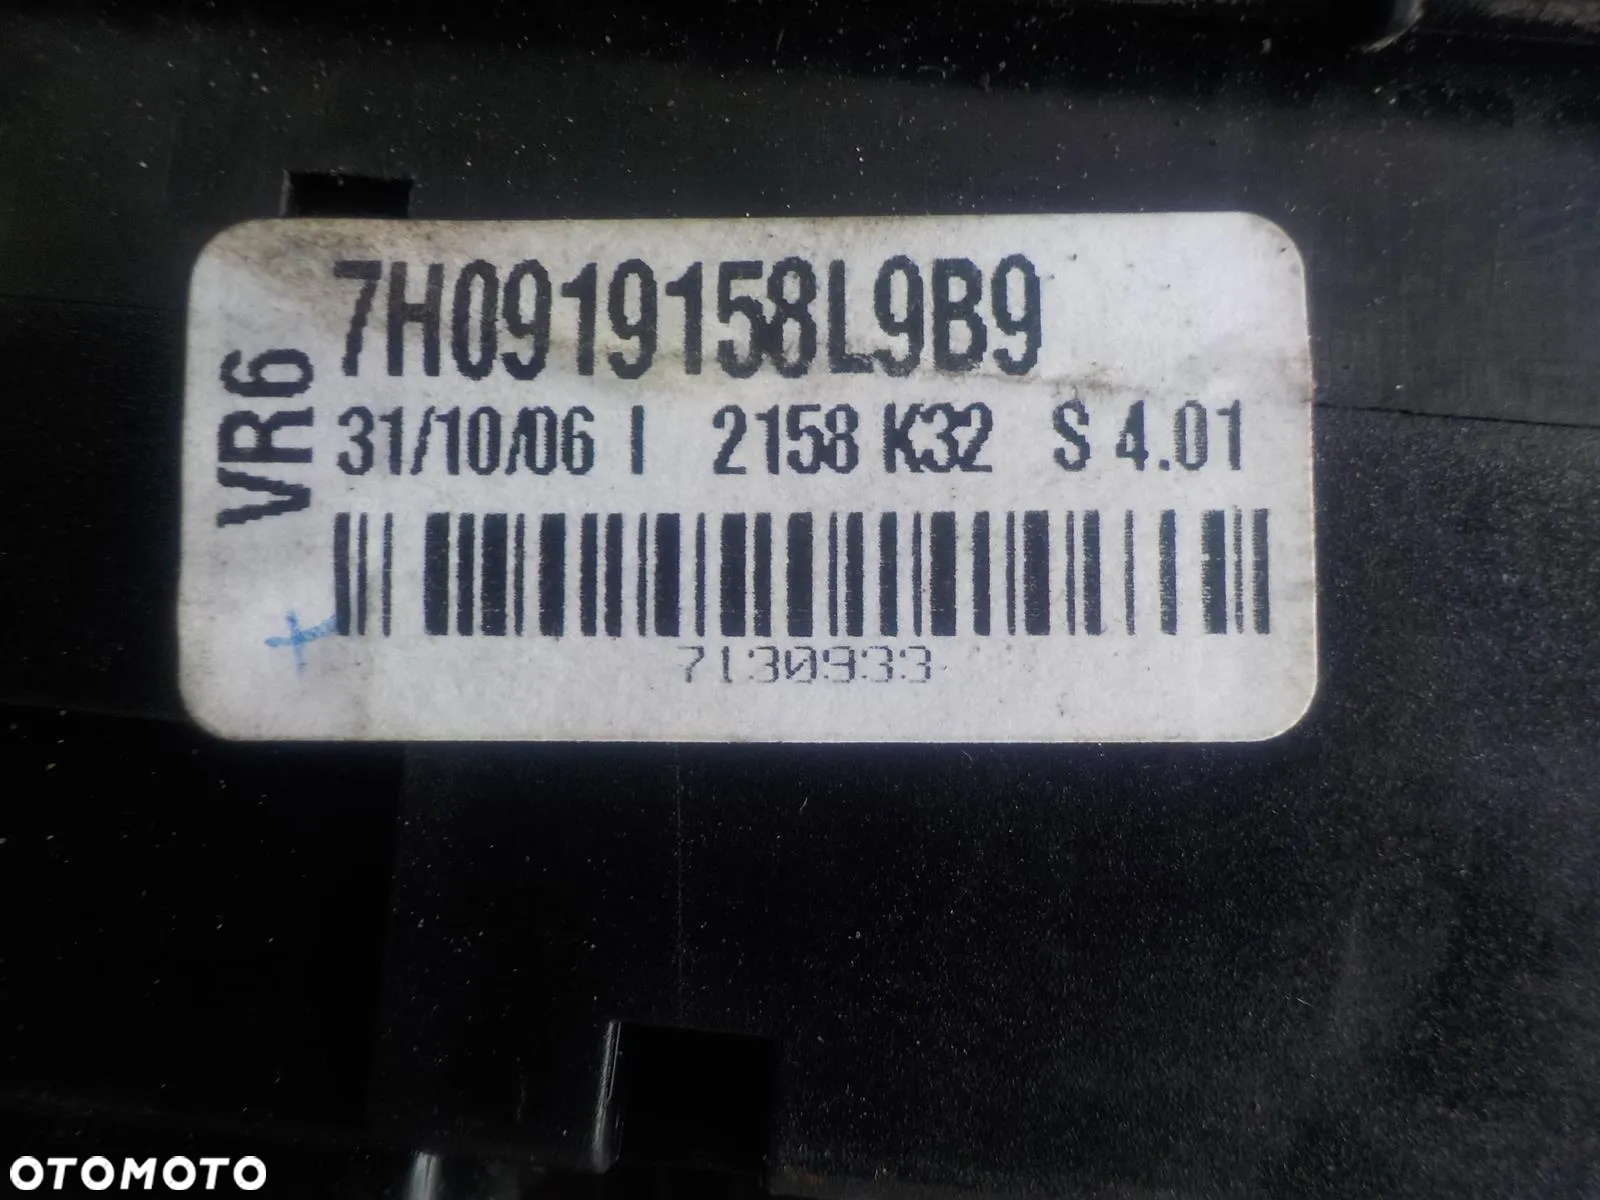 7H0919158L9B9
VR6
31/10/06 I 2158 K32 S 4.01
7130933
OTOMOTO